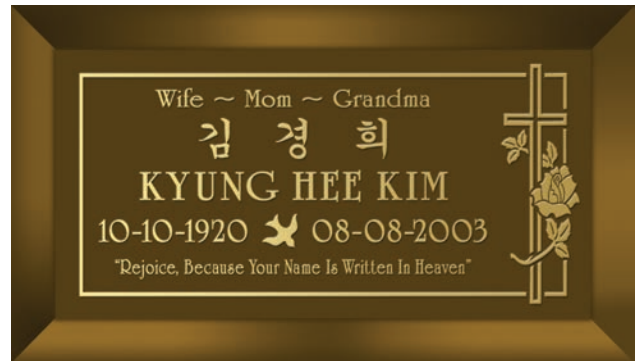 Wife ~ Mom ~ Grandma
김 경 희
KYUNG HEE KIM
10-10-1920 08-08-2003
"Rejoice, Because Your Name Is Written In Heaven"